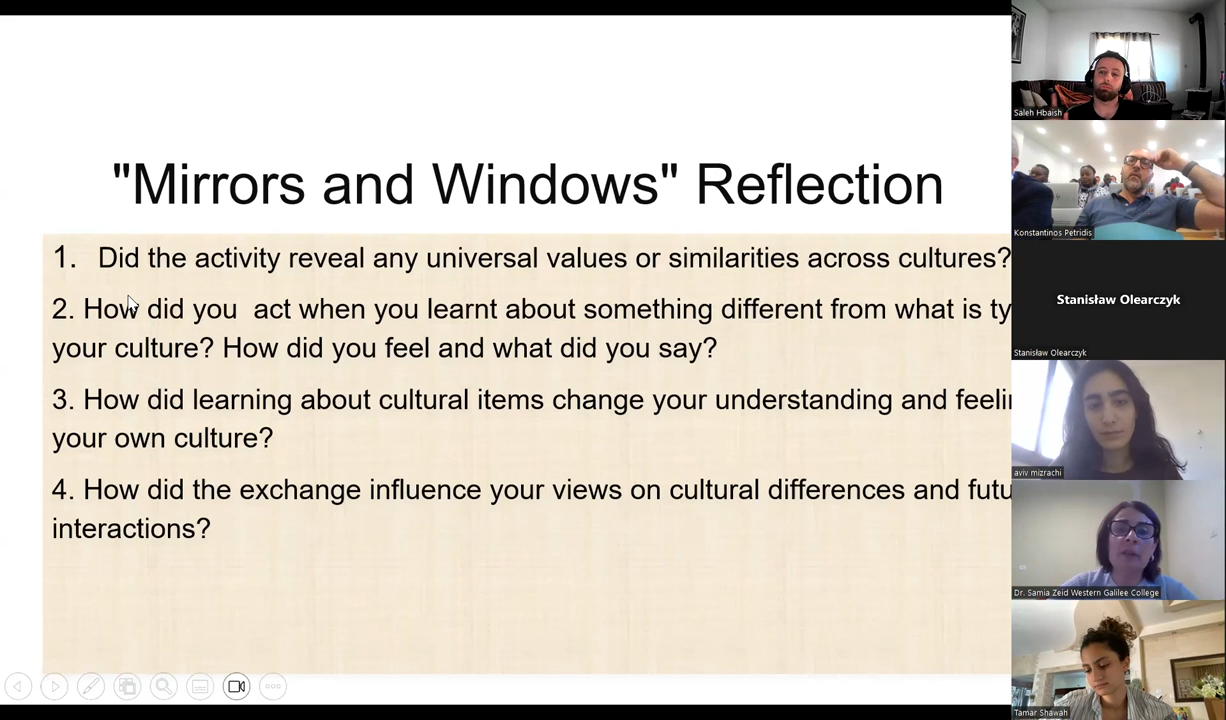 "Mirrors and Windows" Reflection
1. Did the activity reveal any universal values or similarities across cultures?
2. How did you act when you learnt about something different from what is ty
your culture? How did you feel and what did you say?
3. How did learning about cultural items change your understanding and feelin
your own culture?
4. How did the exchange influence your views on cultural differences and futu
interactions?
Saleh Hbaish
Konstantinos Petridis
Stanisław Olearczyk
Stanisław Olearczyk
aviv mizrachi
Dr. Samia Zeid Western Galilee College
Tamar Shawah